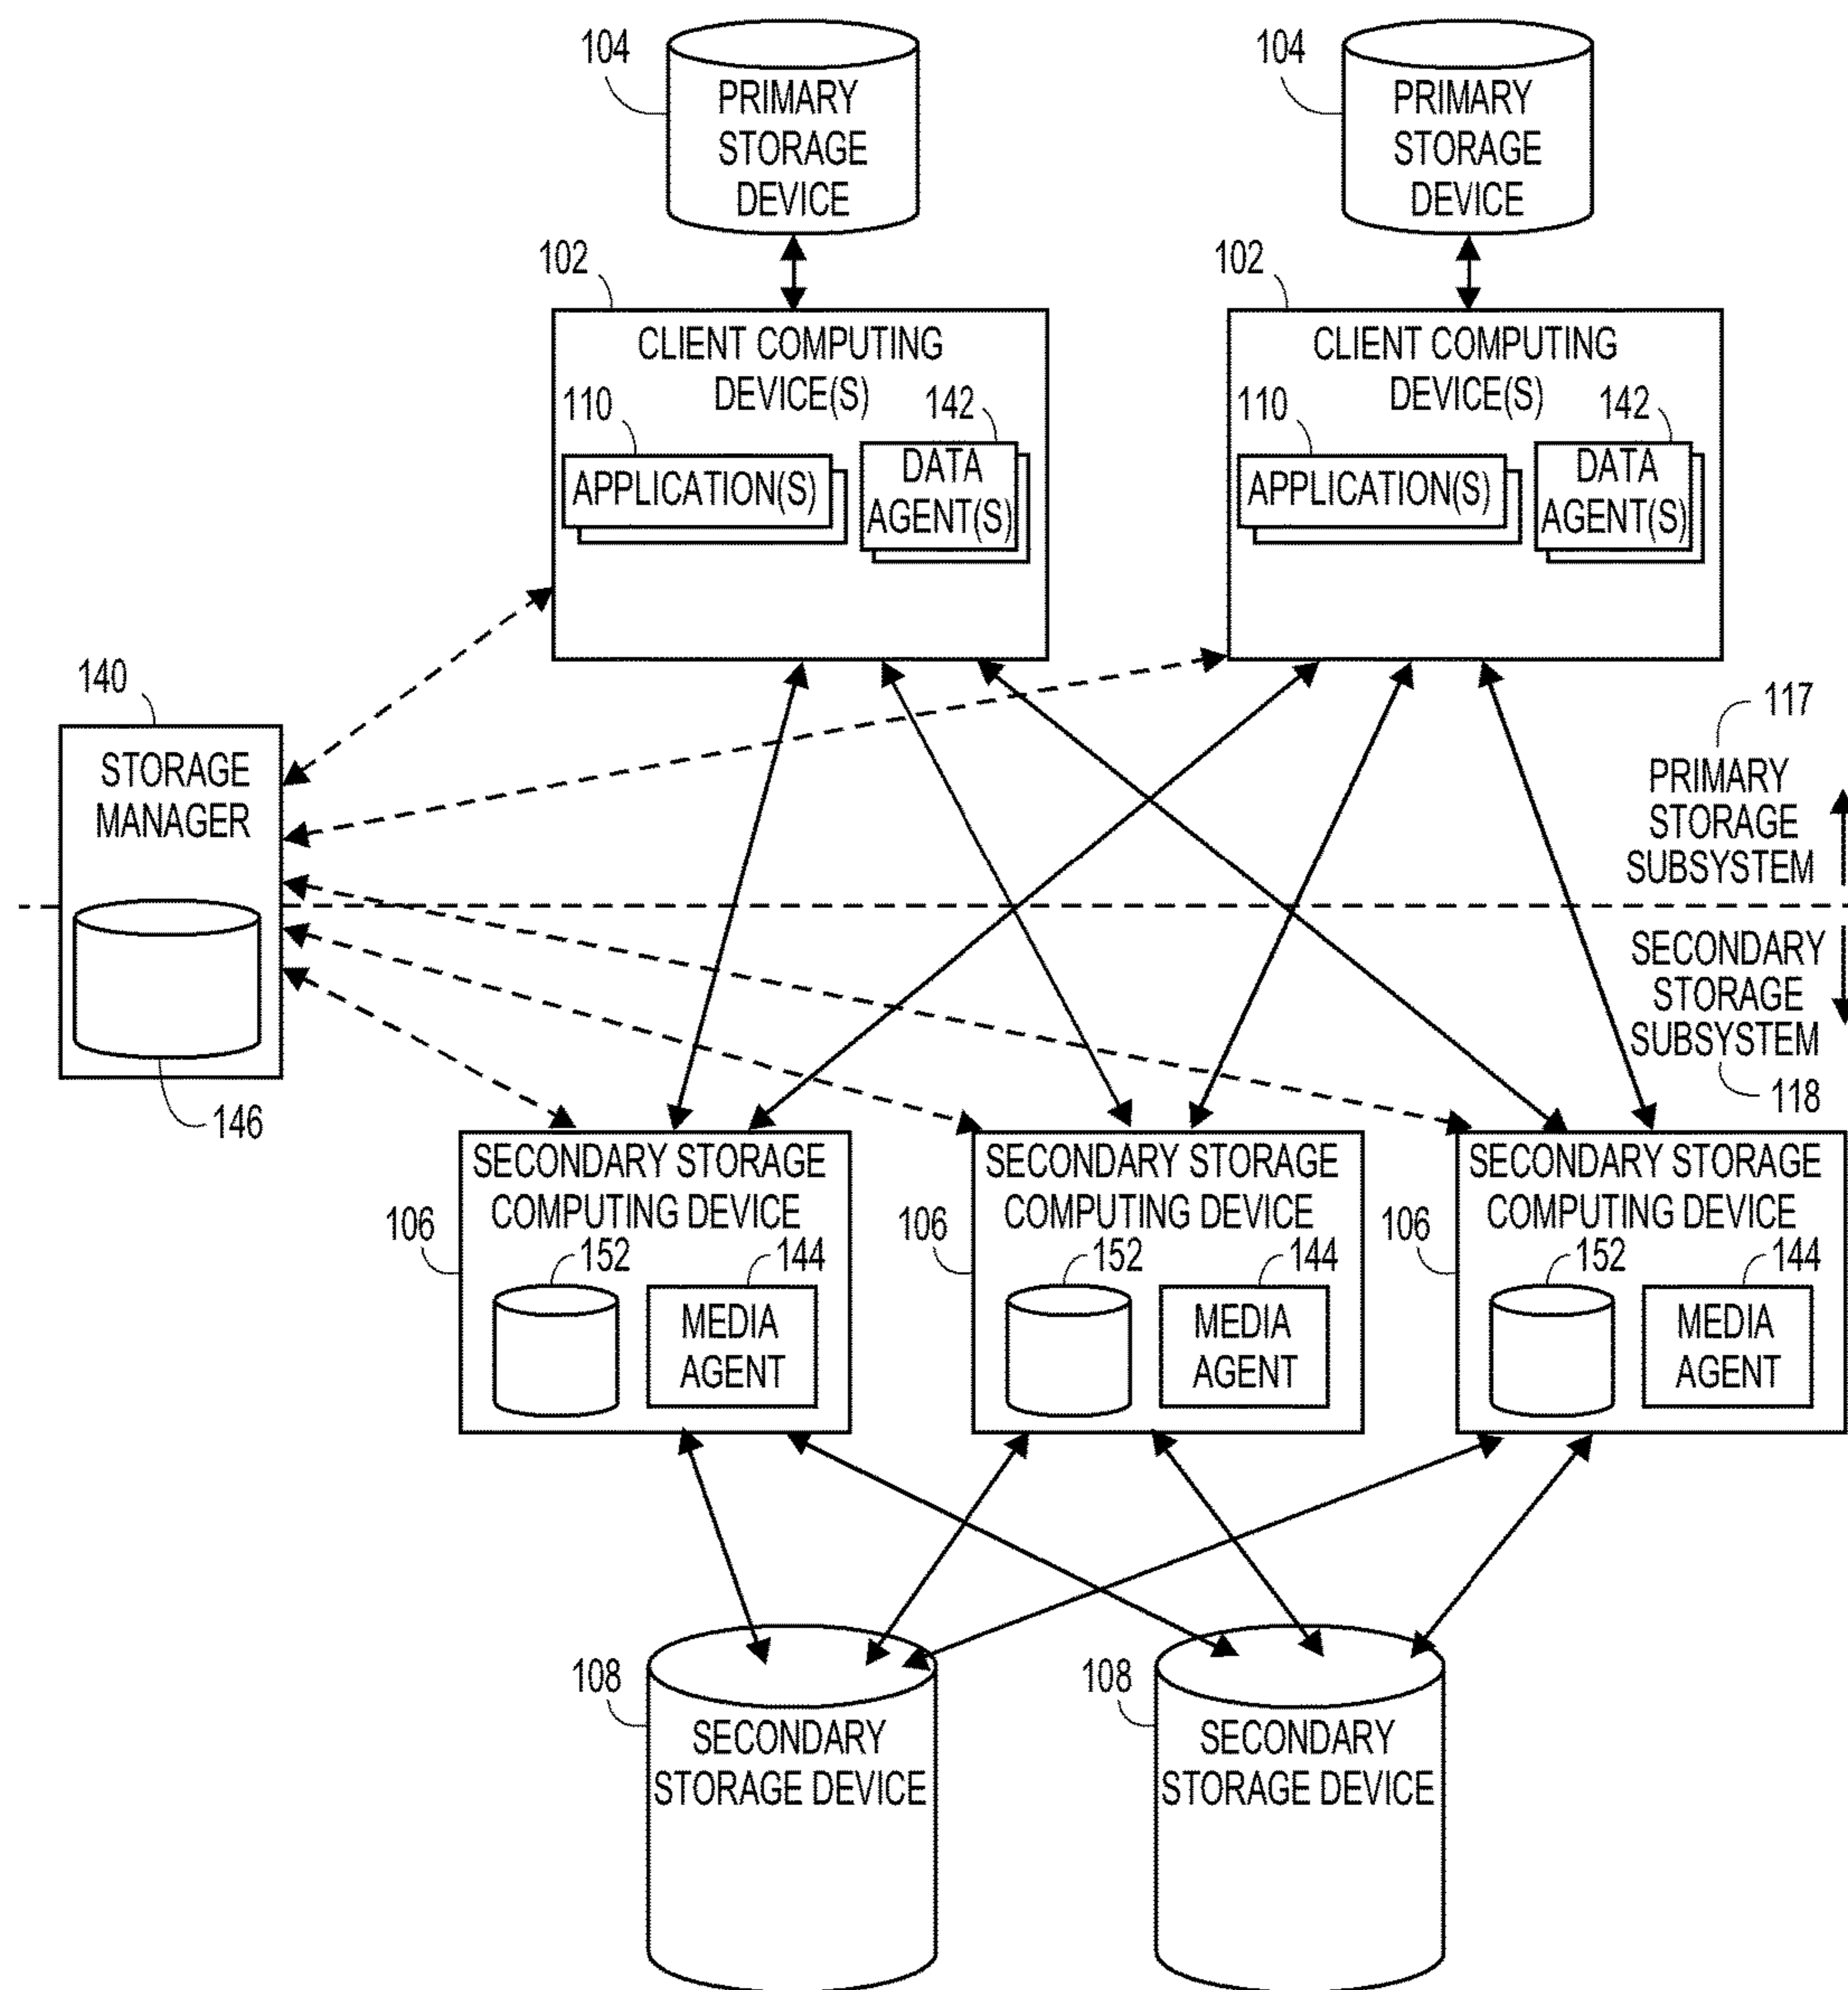 104
PRIMARY
STORAGE
DEVICE
104
PRIMARY
STORAGE
DEVICE
102
CLIENT COMPUTING
DEVICE(S)
110
142
APPLICATION(S)
DATA
AGENT(S)
102
CLIENT COMPUTING
DEVICE(S)
110
142
APPLICATION(S)
DATA
AGENT(S)
140
STORAGE
MANAGER
146
117
PRIMARY
STORAGE
SUBSYSTEM
SECONDARY
STORAGE
SUBSYSTEM
118
SECONDARY STORAGE
COMPUTING DEVICE
106
152
144
MEDIA
AGENT
SECONDARY STORAGE
COMPUTING DEVICE
106
152
144
MEDIA
AGENT
SECONDARY STORAGE
COMPUTING DEVICE
106
152
144
MEDIA
AGENT
108
SECONDARY
STORAGE DEVICE
108
SECONDARY
STORAGE DEVICE